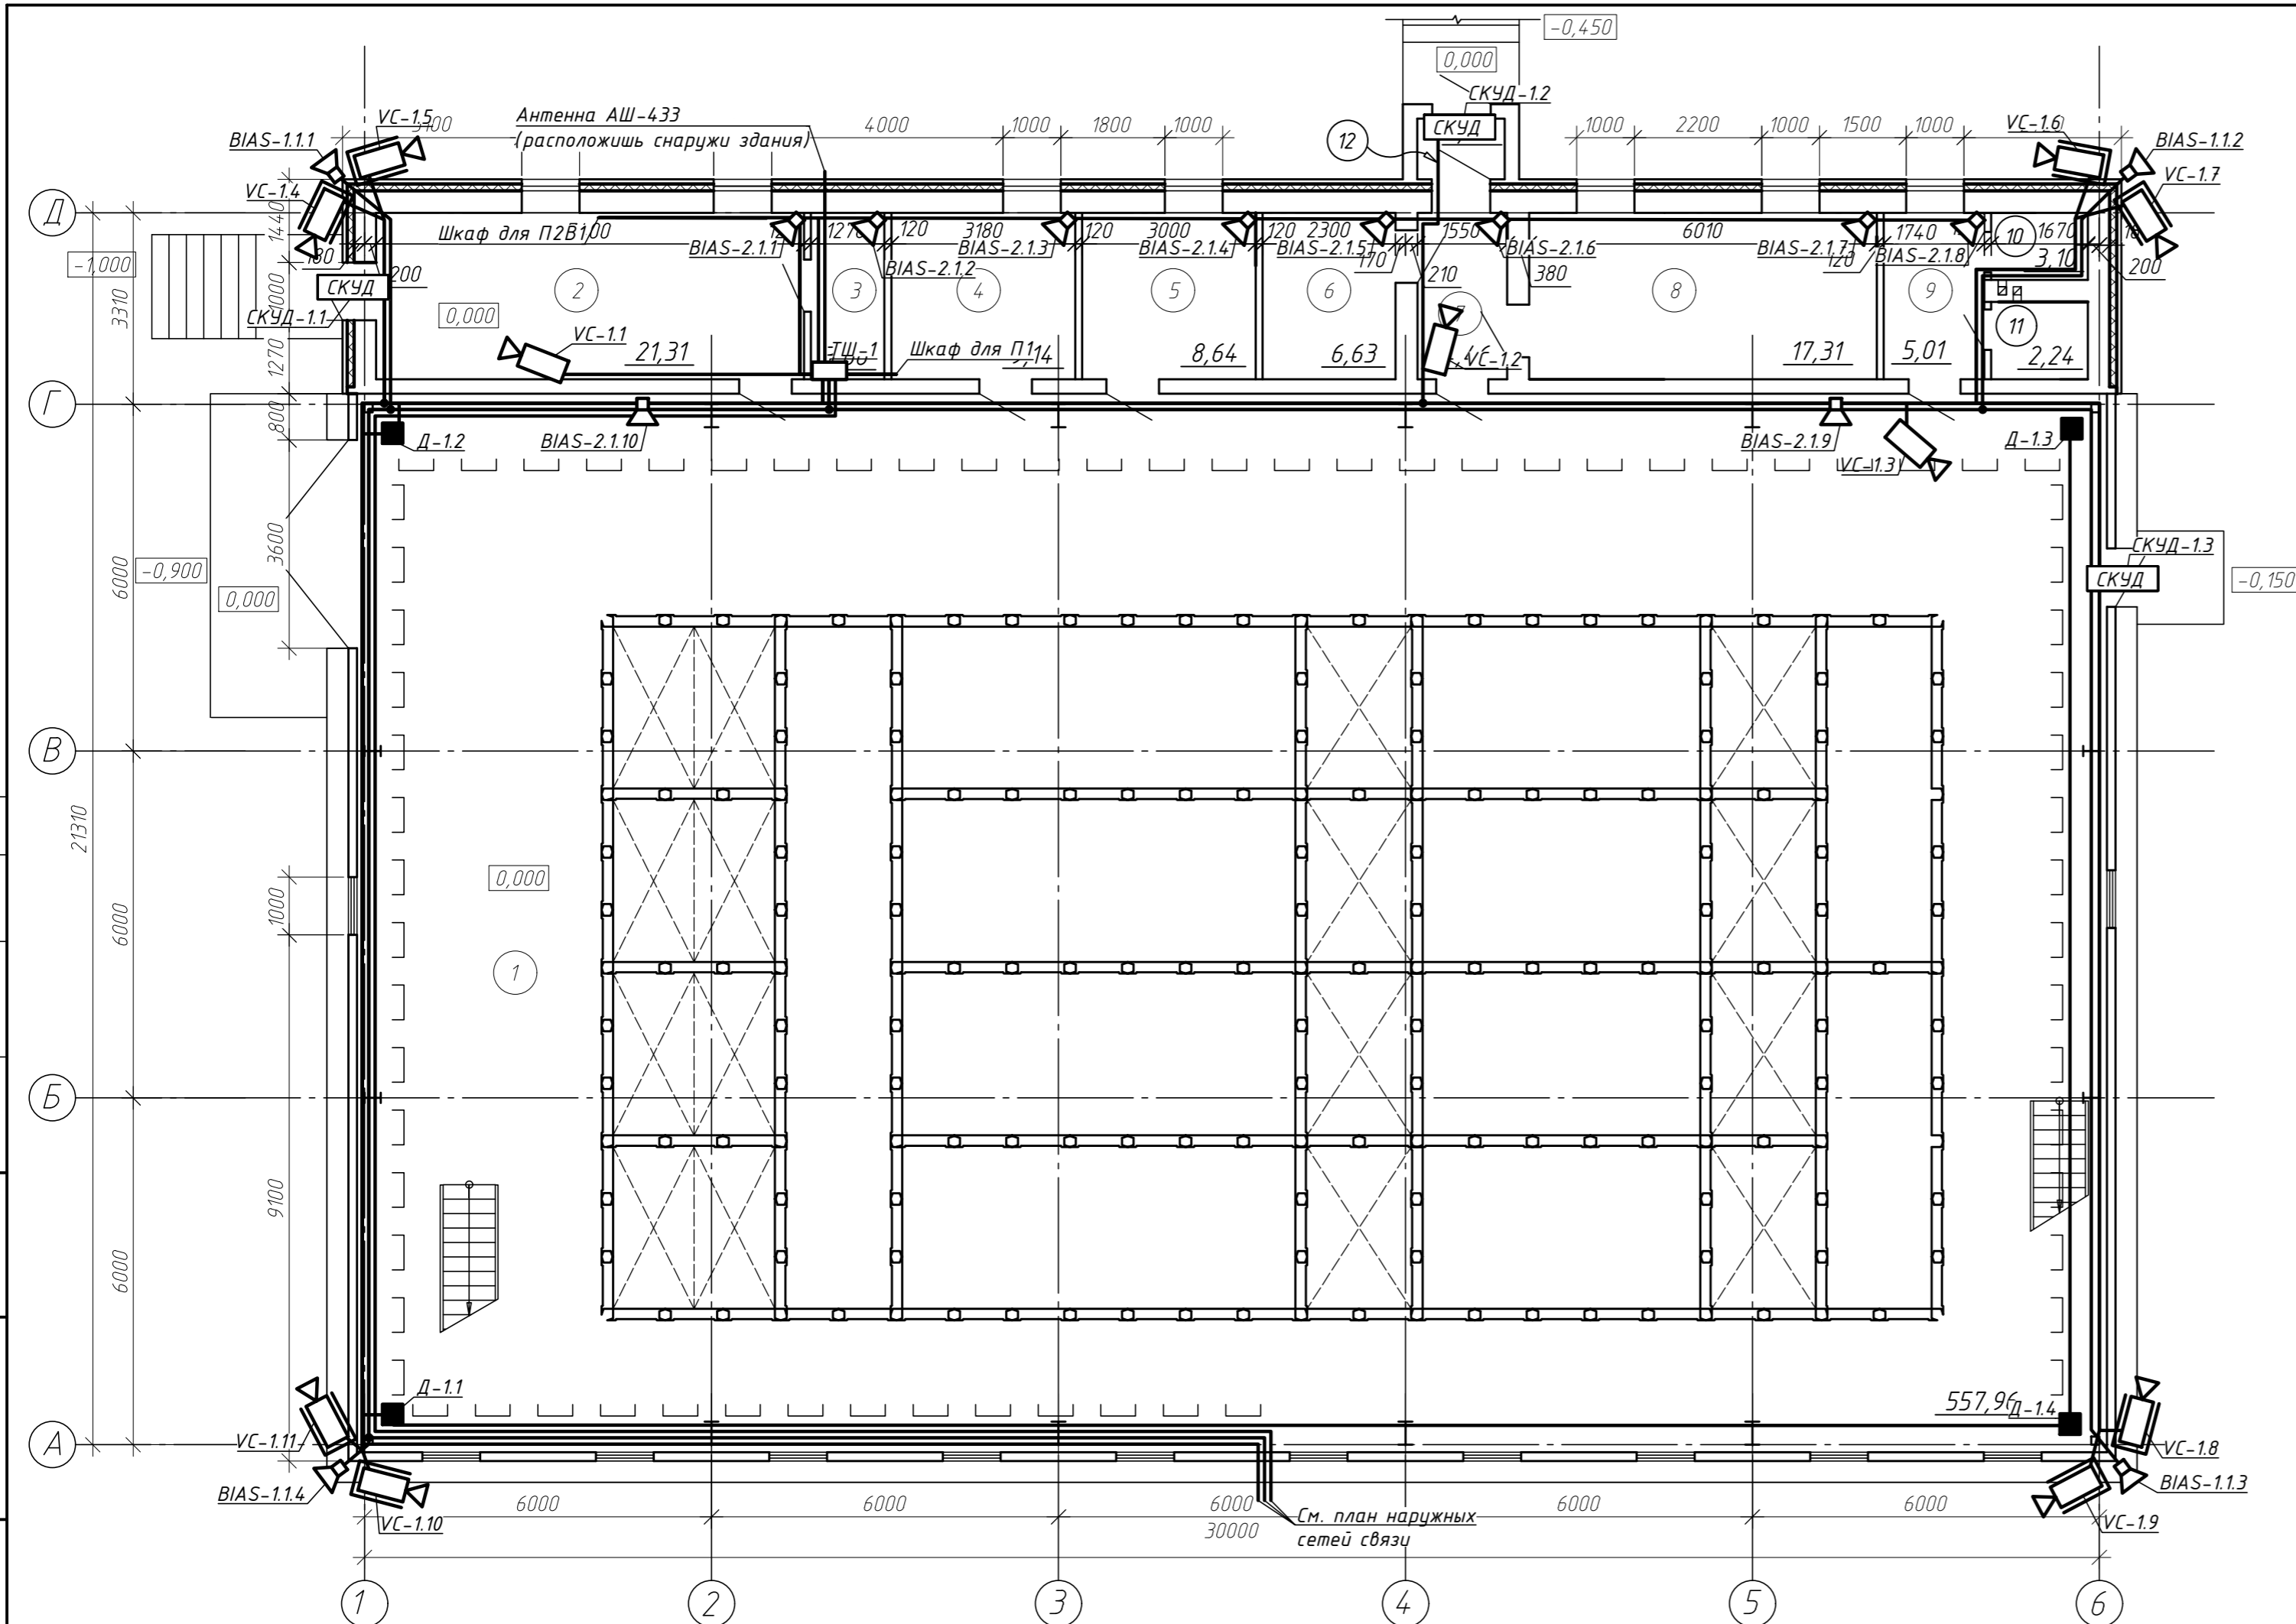 -0,450
0,000
СКУД-1.2
СКУД
12
VC-1.5
BIAS-1.1.1
VC-1.4
Антенна АШ-433
(расположишь снаружи здания)
4000
1000
1800
1000
1000
2200
1000
1500
1000
VC-1.6
BIAS-1.1.2
VC-1.7
Д
1440
Шкаф для П2В1
BIAS-2.1.1
1270
120
BIAS-2.1.2
3180
BIAS-2.1.3
120
3000
BIAS-2.1.4
120
2300
BIAS-2.1.5
170
210
1550
BIAS-2.1.6
380
6010
BIAS-2.1.7
120
1740
BIAS-2.1.8
10
1670
3,10
200
-1,000
180
200
СКУД
СКУД-1.1
1000
3310
1270
0,000
2
3
4
5
6
7
8
9
11
VC-1.1
21,31
ТШ-1
Шкаф для П1
8,64
6,63
VC-1.2
17,31
5,01
2,24
Г
800
Д-1.2
BIAS-2.1.10
BIAS-2.1.9
VC-1.3
Д-1.3
3600
6000
-0,900
0,000
СКУД-1.3
СКУД
-0,150
В
21310
0,000
1000
6000
1
Б
9100
6000
Д-1.1
557,96
Д-1.4
А
VC-1.11
BIAS-1.1.4
VC-1.10
VC-1.8
BIAS-1.1.3
VC-1.9
6000
6000
6000
6000
6000
30000
См. план наружных
сетей связи
1
2
3
4
5
6